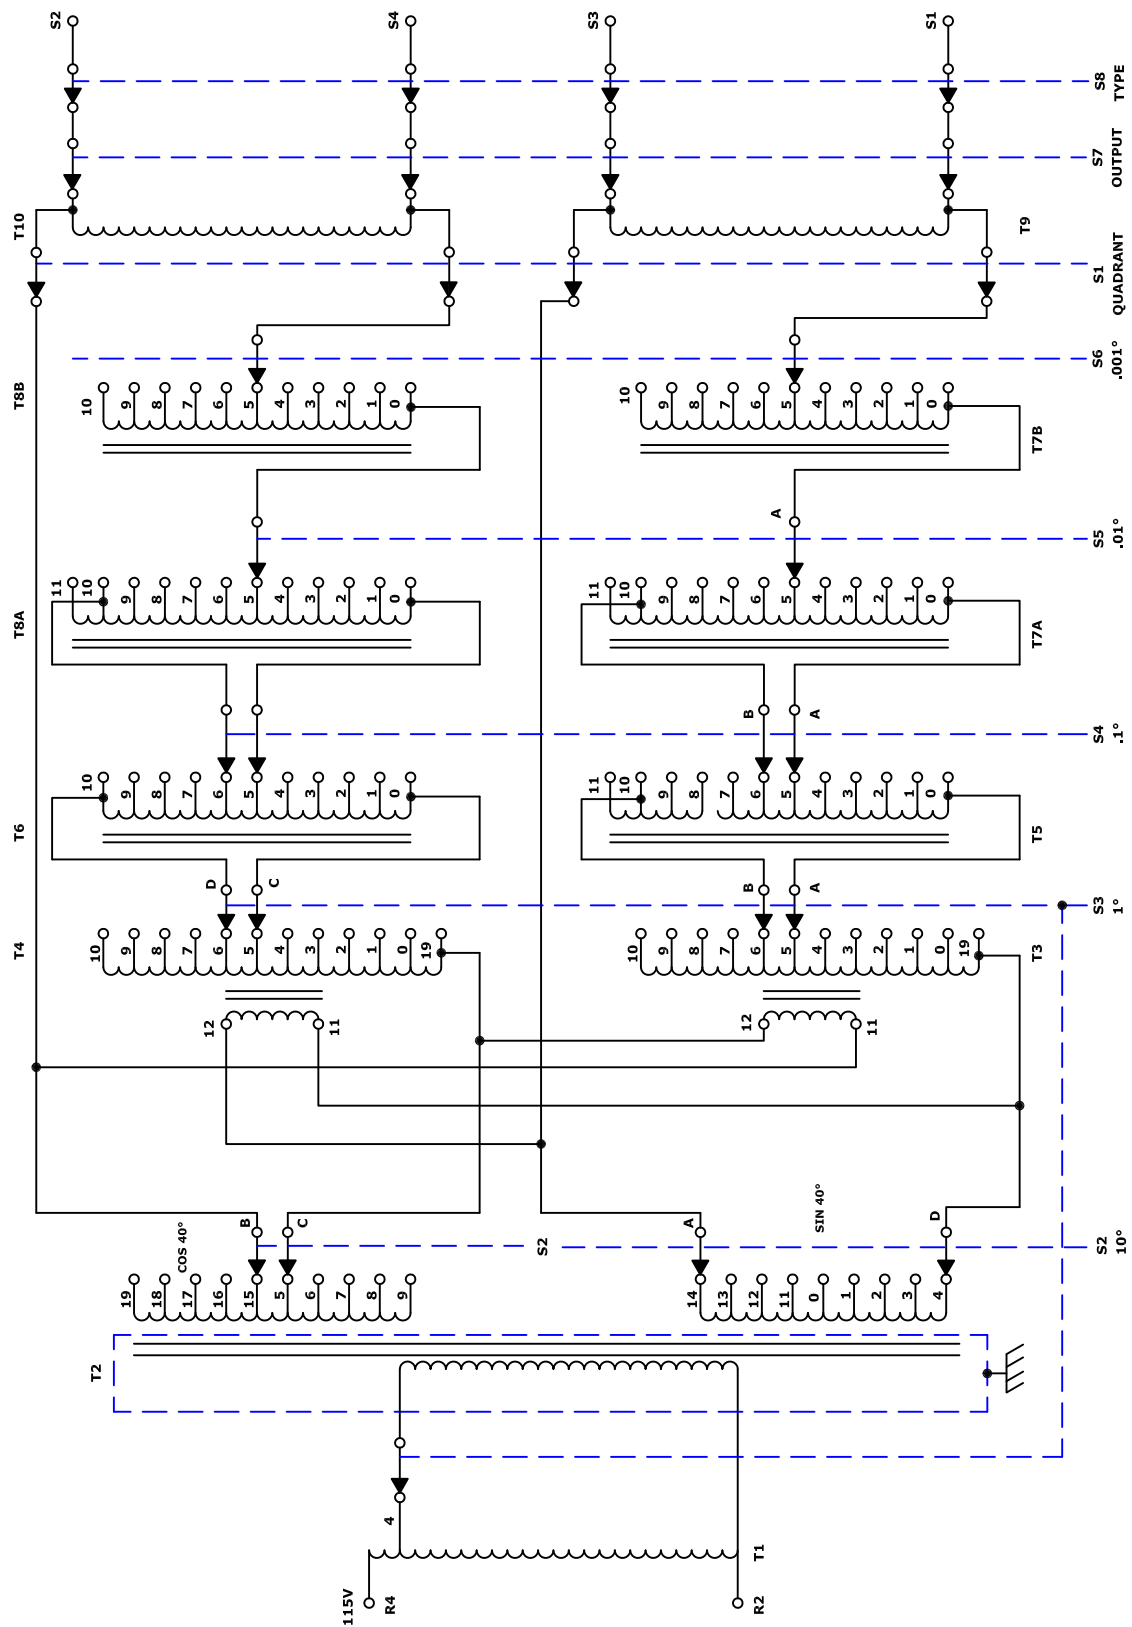 S2
S4
S3
S1
S8
TYPE
S7
OUTPUT
T10
T9
S1
QUADRANT
S6
.001°
T8B
10 9 8 7 6 5 4 3 2 1 0
10 9 8 7 6 5 4 3 2 1 0
T7B
A
S5
.01°
T8A
11 10 9 8 7 6 5 4 3 2 1 0
11 10 9 8 7 6 5 4 3 2 1 0
T7A
B
A
S4
.1°
T6
10 9 8 7 6 5 4 3 2 1 0
11 10 9 8 7 6 5 4 3 2 1 0
T5
D
C
B
A
S3
1°
T4
10 9 8 7 6 5 4 3 2 1 0 19
10 9 8 7 6 5 4 3 2 1 0 19
T3
12
11
12
11
COS 40°
B
C
S2
A
SIN 40°
D
S2
10°
19 18 17 16 15 5 6 7 8 9
14 13 12 11 0 1 2 3 4
T2
4
T1
115V
R4
R2